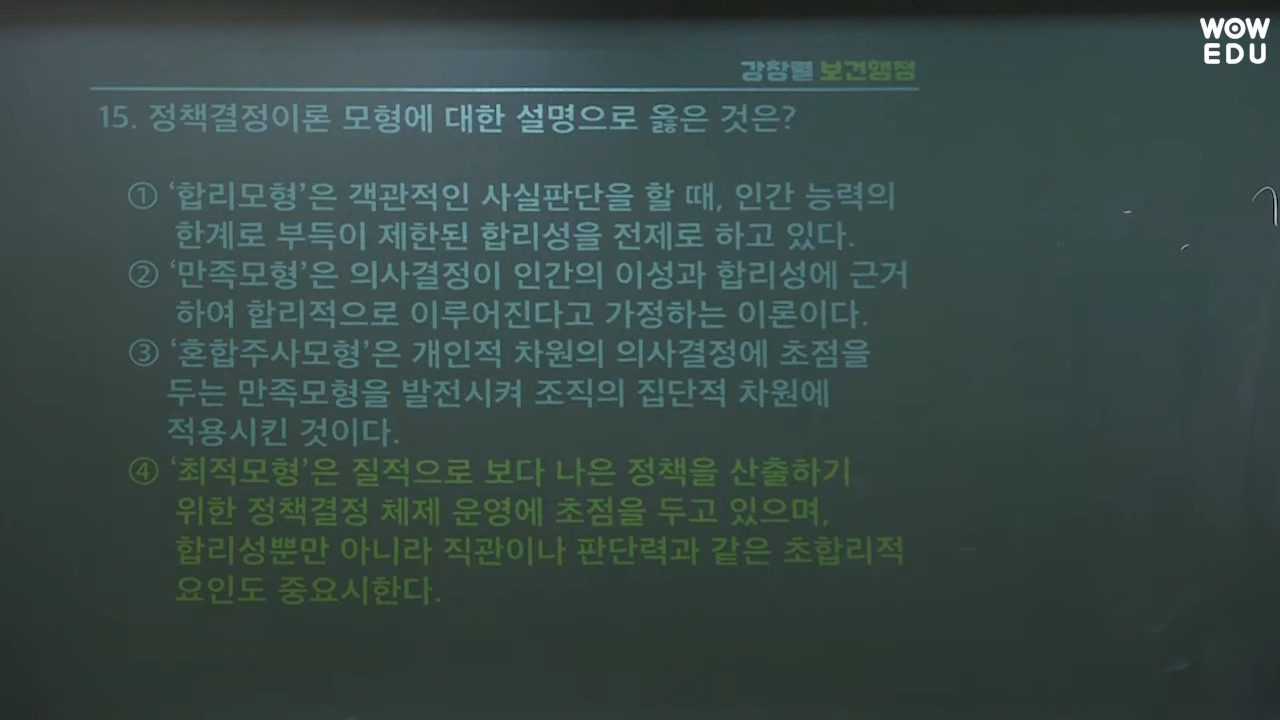 WOW
EDU
강창렬 보건행정
15. 정책결정이론 모형에 대한 설명으로 옳은 것은?
① ‘합리모형’은 객관적인 사실판단을 할 때, 인간 능력의
한계로 부득이 제한된 합리성을 전제로 하고 있다.
② ‘만족모형’은 의사결정이 인간의 이성과 합리성에 근거
하여 합리적으로 이루어진다고 가정하는 이론이다.
③ ‘혼합주사모형’은 개인적 차원의 의사결정에 초점을
두는 만족모형을 발전시켜 조직의 집단적 차원에
적용시킨 것이다.
④ ‘최적모형’은 질적으로 보다 나은 정책을 산출하기
위한 정책결정 체제 운영에 초점을 두고 있으며,
합리성뿐만 아니라 직관이나 판단력과 같은 초합리적
요인도 중요시한다.